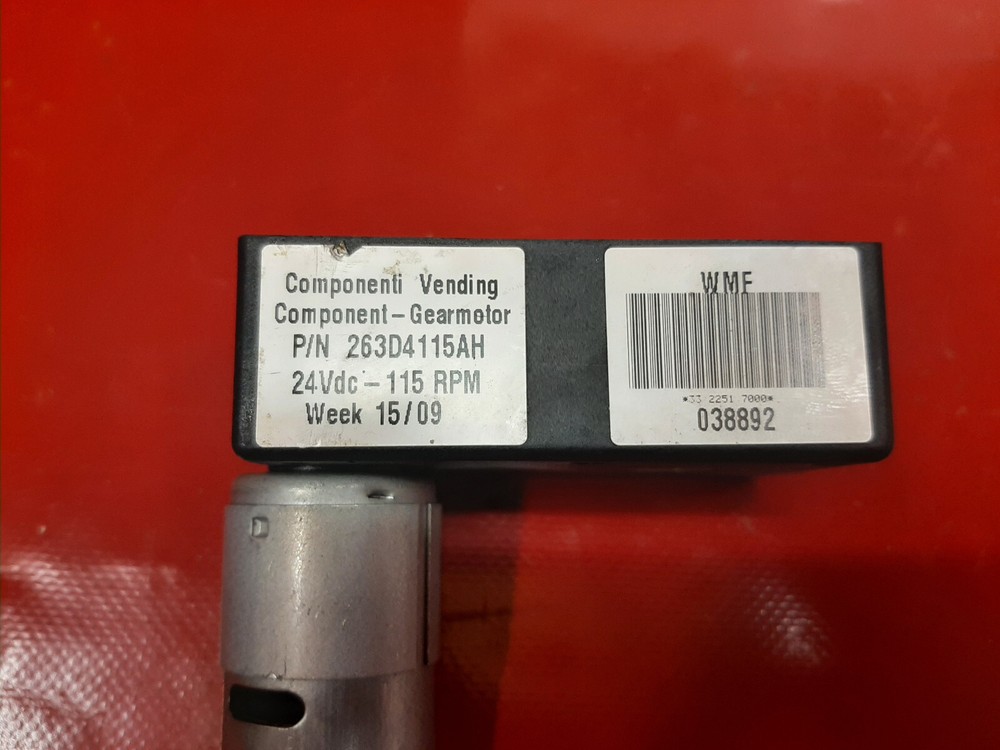 Componenti Vending
Component-Gearmotor
P/N 263D4115AH
24Vdc - 115 RPM
Week 15/09
WMF
*33 2251 7000*
038892
D